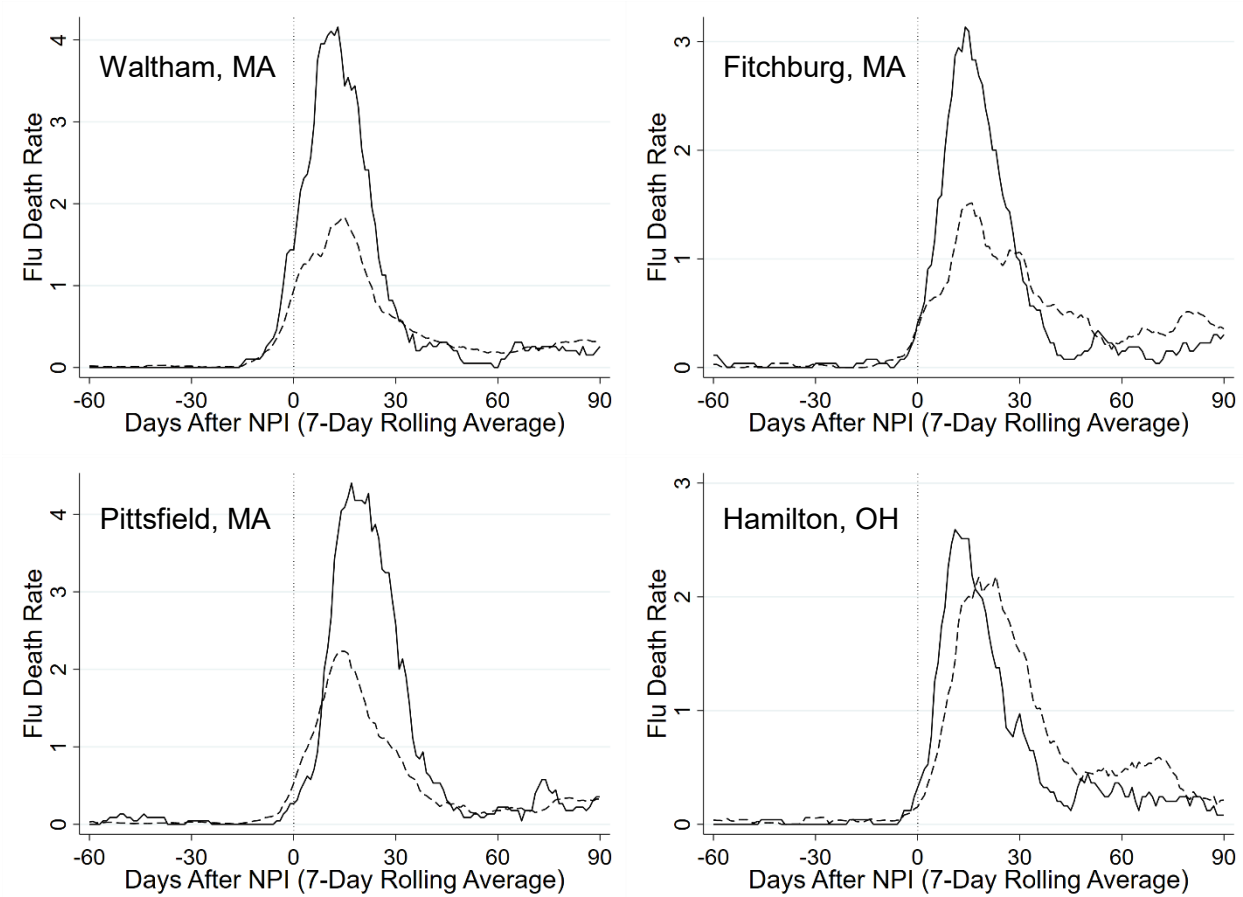 Waltham, MA
Flu Death Rate
4
3
2
1
0
-60 -30 0 30 60 90
Days After NPI (7-Day Rolling Average)
Fitchburg, MA
Flu Death Rate
3
2
1
0
-60 -30 0 30 60 90
Days After NPI (7-Day Rolling Average)
Pittsfield, MA
Flu Death Rate
4
3
2
1
0
-60 -30 0 30 60 90
Days After NPI (7-Day Rolling Average)
Hamilton, OH
Flu Death Rate
3
2
1
0
-60 -30 0 30 60 90
Days After NPI (7-Day Rolling Average)